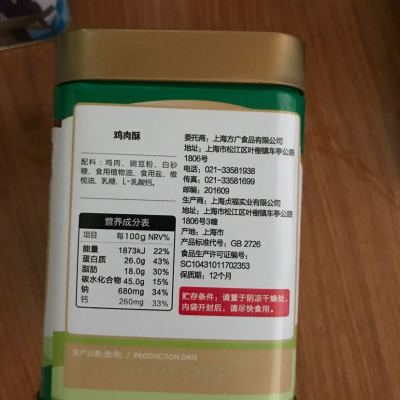 鸡肉酥
配料：鸡肉、豌豆粉、白砂
糖、食用植物油、食用盐、橄
榄油、乳糖、L-乳酸钙。
营养成分表
项目 每100g NRV%
能量 1873kJ 22%
蛋白质 26.0g 43%
脂肪 18.0g 30%
碳水化合物 45.0g 15%
钠 680mg 34%
钙 260mg 33%
委托商：上海方广食品有限公司
地址：上海市松江区叶榭镇车亭公路
1806号
电话：021-33581938
传真：021-33581699
邮编：201609
生产商：上海贞福实业有限公司
地址：上海市松江区叶榭镇车亭公路
1806号3幢
产地：上海市
产品标准代号：GB 2726
食品生产许可证编号：
SC10431011702353
保质期：12个月
贮存条件：请置于阴凉干燥处，
内袋开封后，请尽快食用。
生产日期(批号) / PRODUCTION DATE